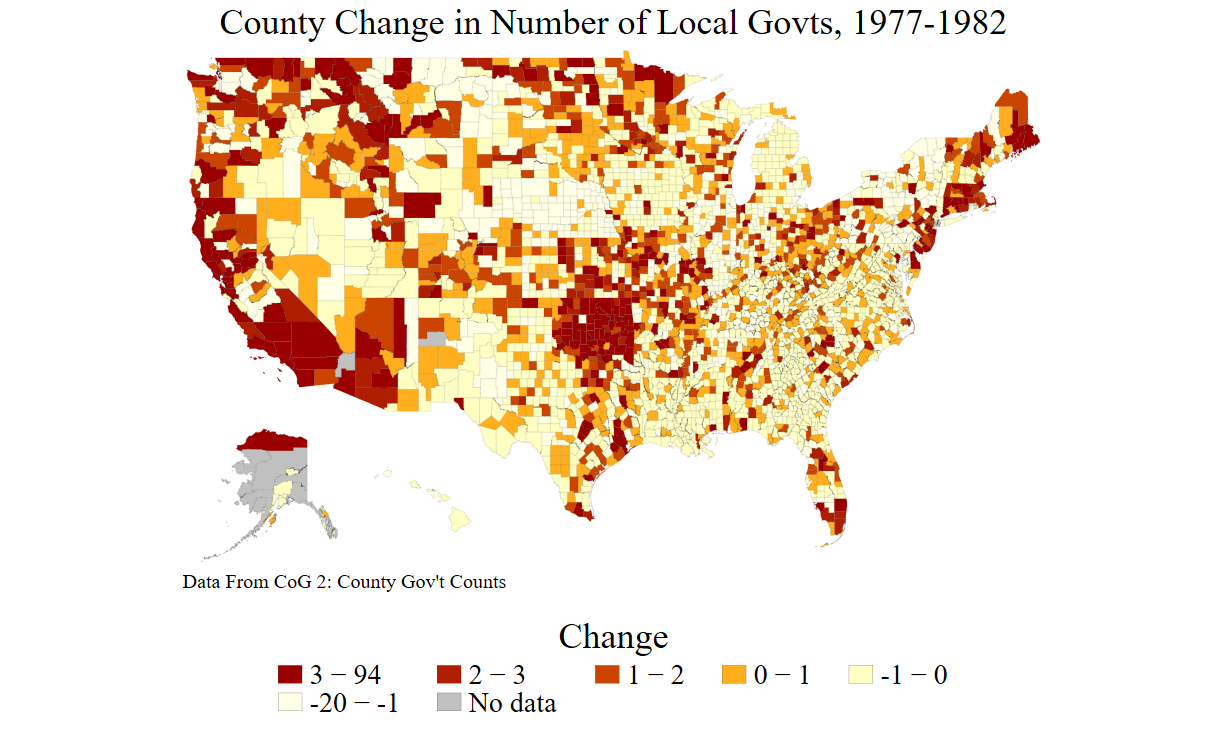 County Change in Number of Local Govts, 1977-1982
Data From CoG 2: County Gov't Counts
Change
3 − 94 2 − 3 1 − 2 0 − 1 -1 − 0
-20 − -1 No data